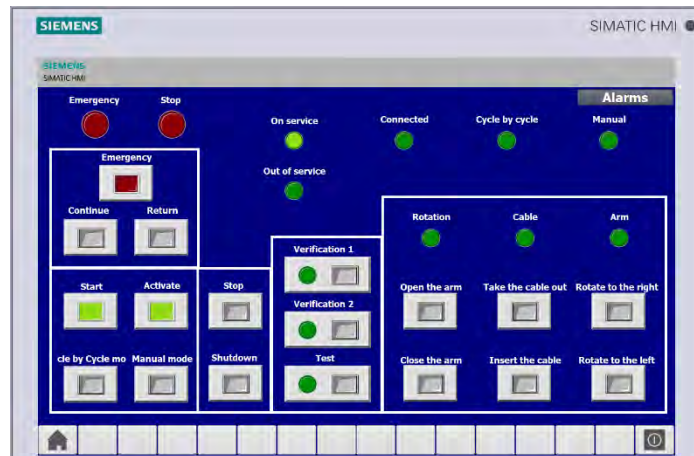 SIEMENS
SIMATIC HMI
SIEMENS
SIMATIC HMI
Alarms
Emergency
Stop
On service
Connected
Cycle by cycle
Manual
Out of service
Emergency
Continue
Return
Rotation
Cable
Arm
Verification 1
Start
Activate
Stop
Open the arm
Take the cable out
Rotate to the right
Verification 2
cle by Cycle mo
Manual mode
Shutdown
Test
Close the arm
Insert the cable
Rotate to the left